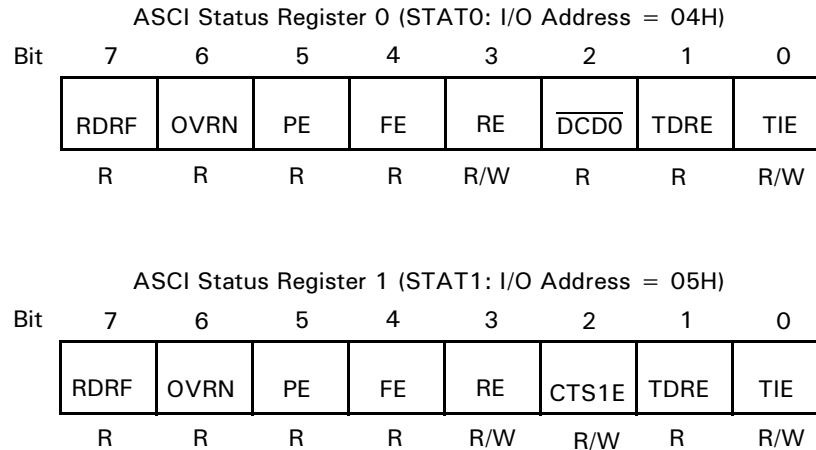 ASCI Status Register 0 (STAT0: I/O Address = 04H)
Bit 7 6 5 4 3 2 1 0
RDRF OVRN PE FE RE D̅C̅D̅0̅ TDRE TIE
R R R R R/W R R R/W
ASCI Status Register 1 (STAT1: I/O Address = 05H)
Bit 7 6 5 4 3 2 1 0
RDRF OVRN PE FE RE CTS1E TDRE TIE
R R R R R/W R/W R R/W